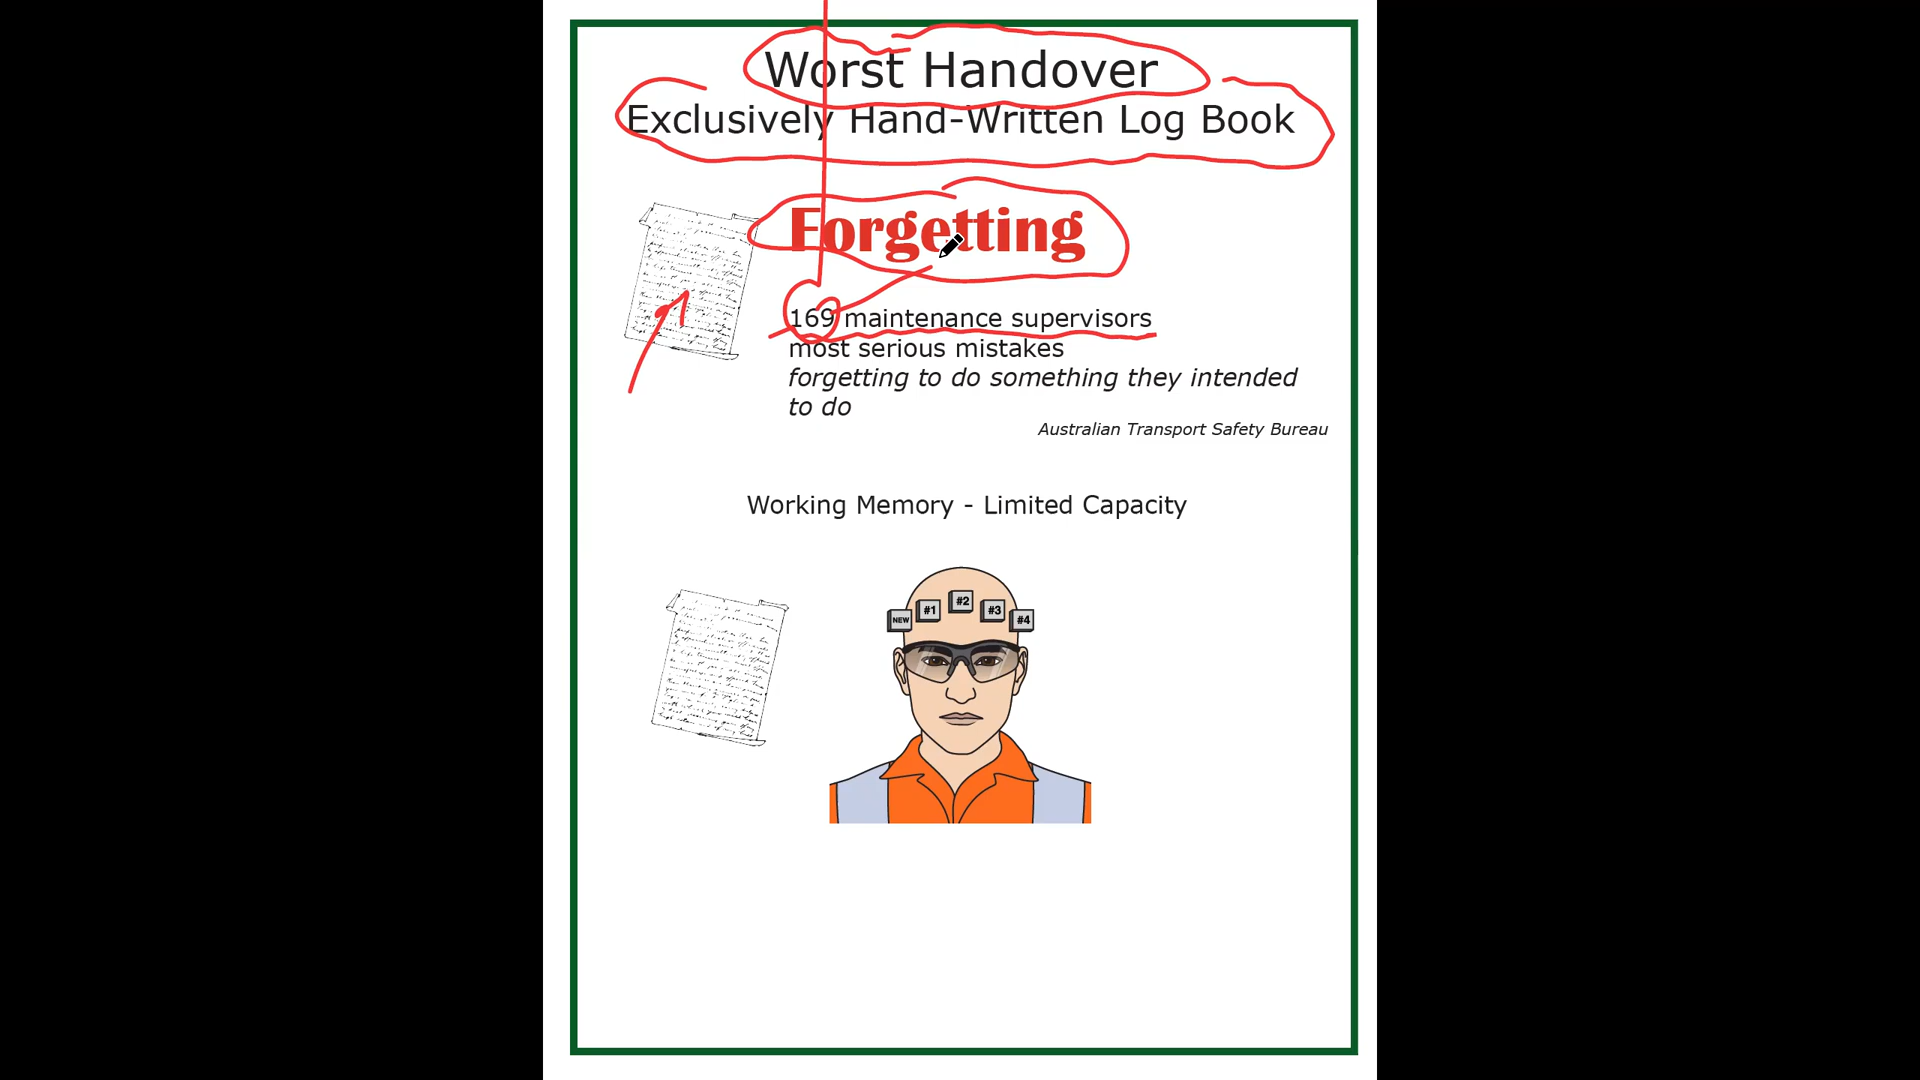 Worst Handover
Exclusively Hand-Written Log Book
Forgetting
169 maintenance supervisors
most serious mistakes
forgetting to do something they intended
to do
Australian Transport Safety Bureau
Working Memory - Limited Capacity
NEW #1 #2 #3 #4